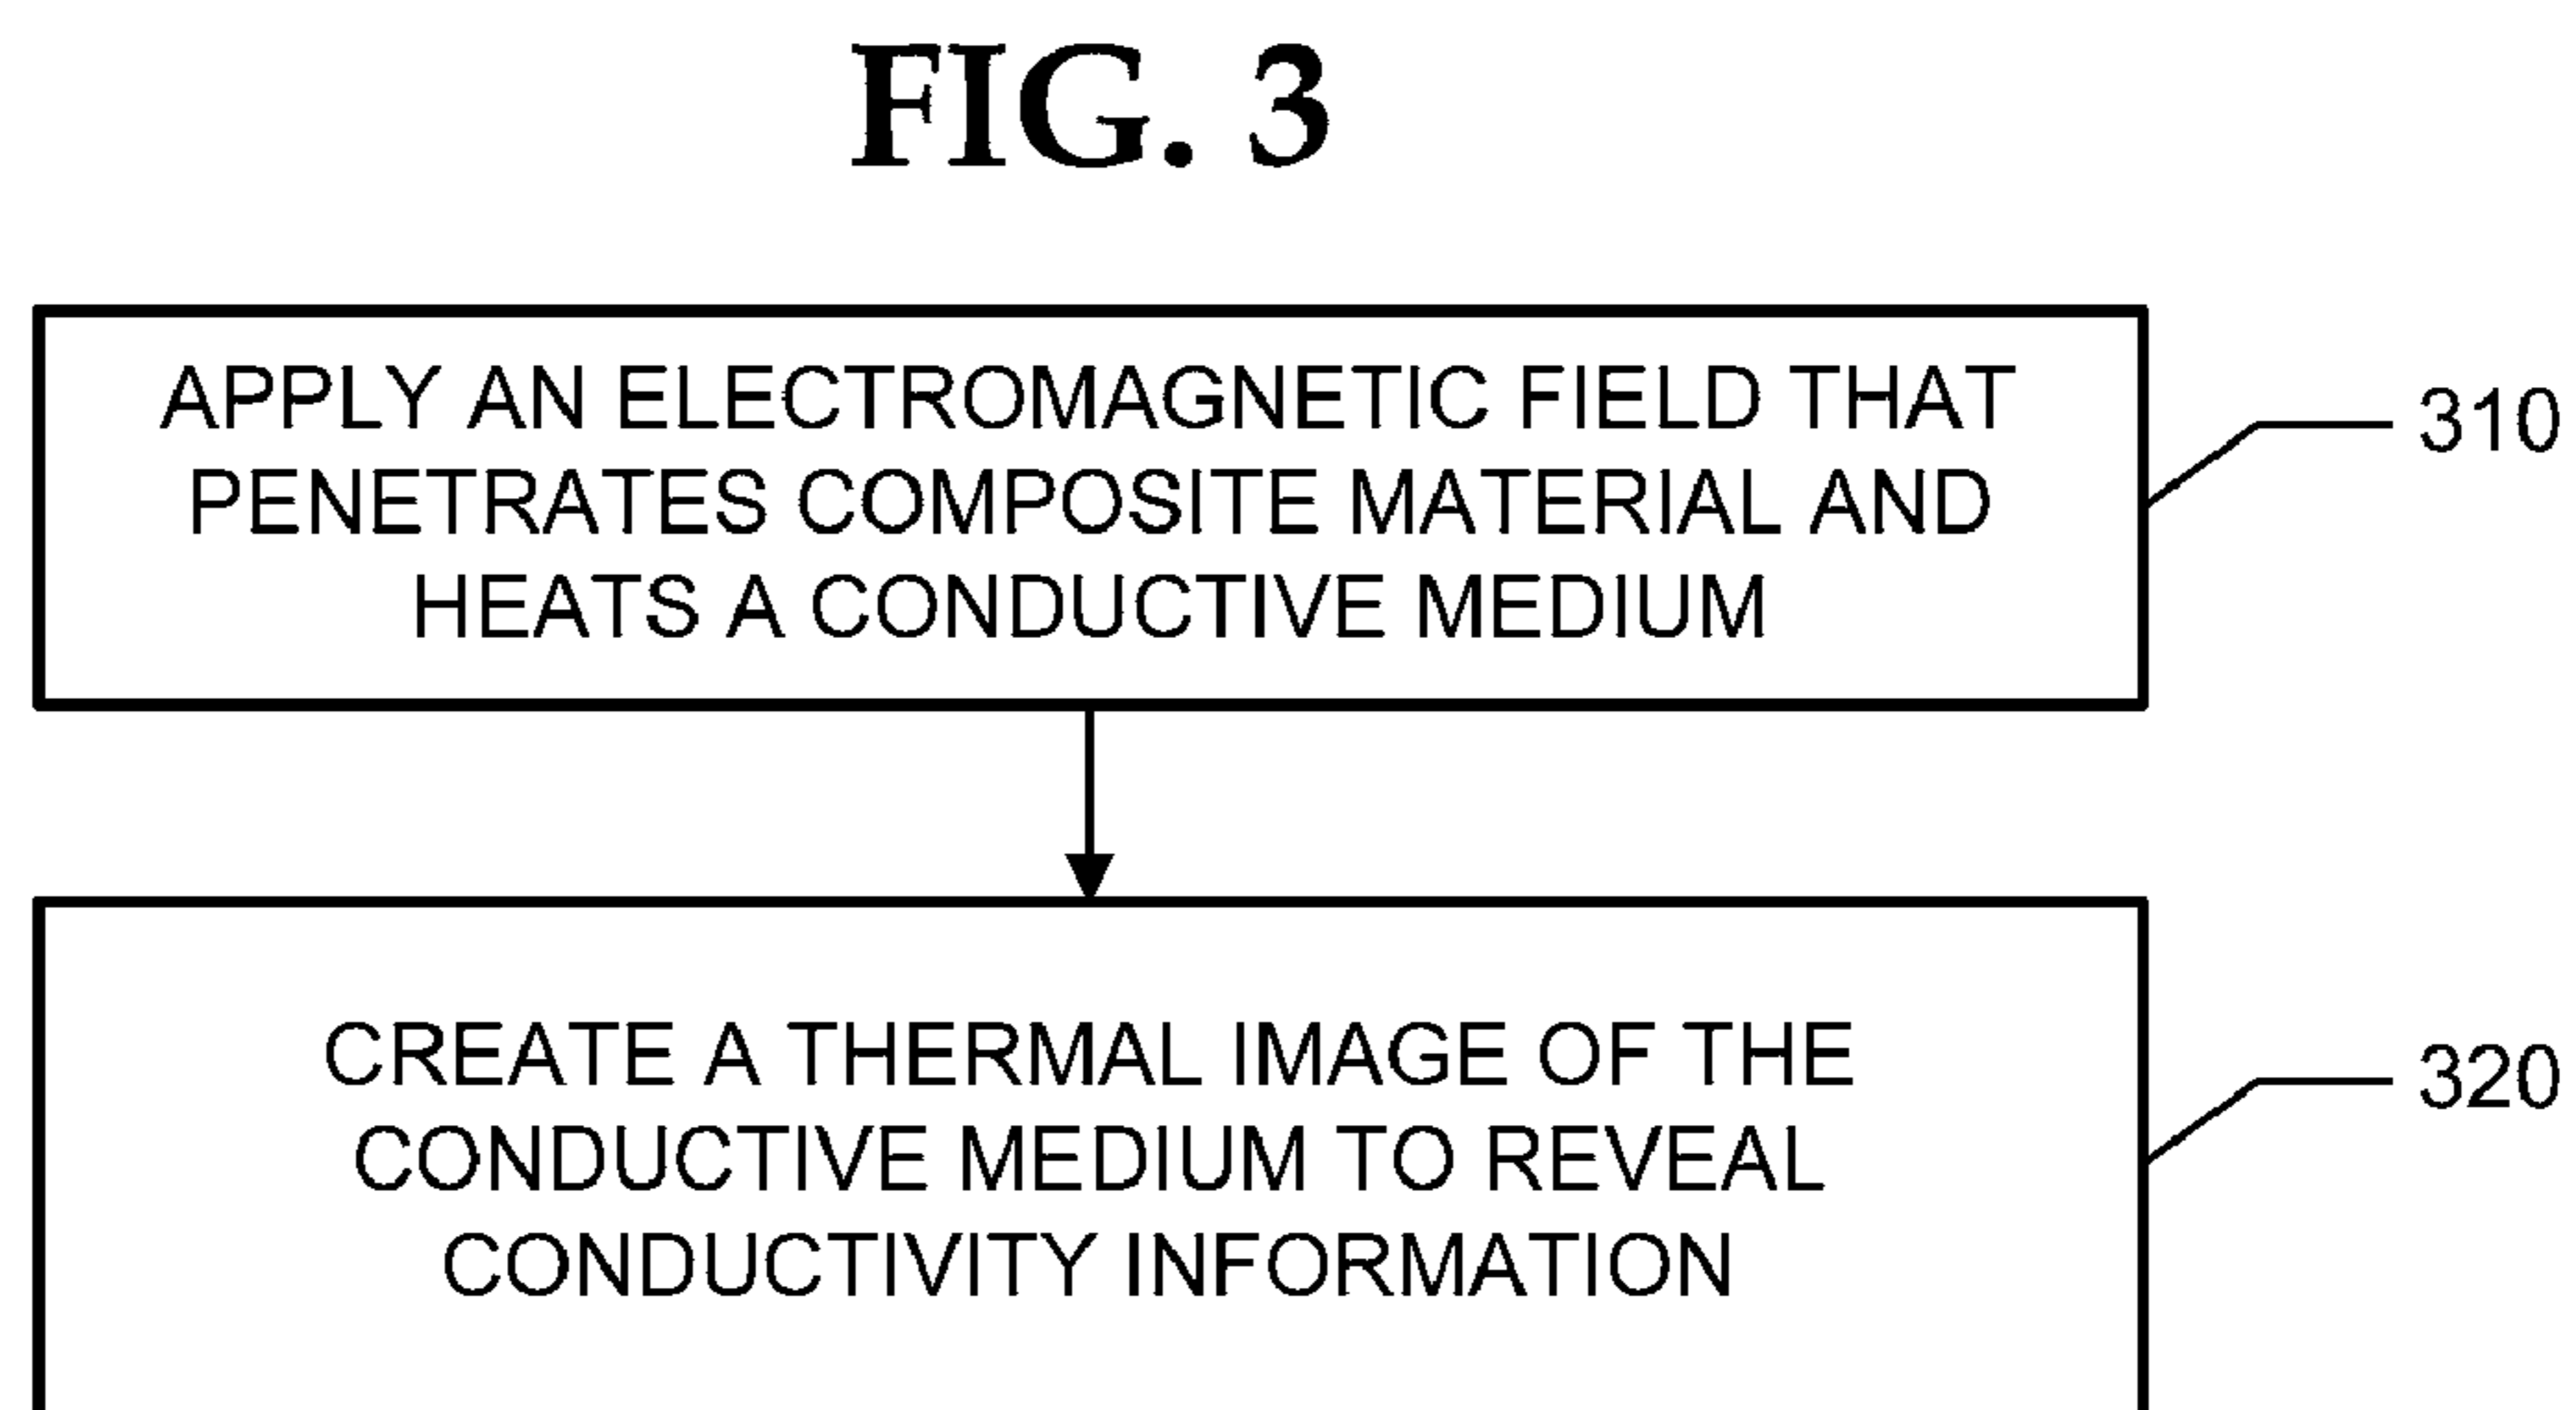 FIG. 3
APPLY AN ELECTROMAGNETIC FIELD THAT
PENETRATES COMPOSITE MATERIAL AND
HEATS A CONDUCTIVE MEDIUM
310
CREATE A THERMAL IMAGE OF THE
CONDUCTIVE MEDIUM TO REVEAL
CONDUCTIVITY INFORMATION
320